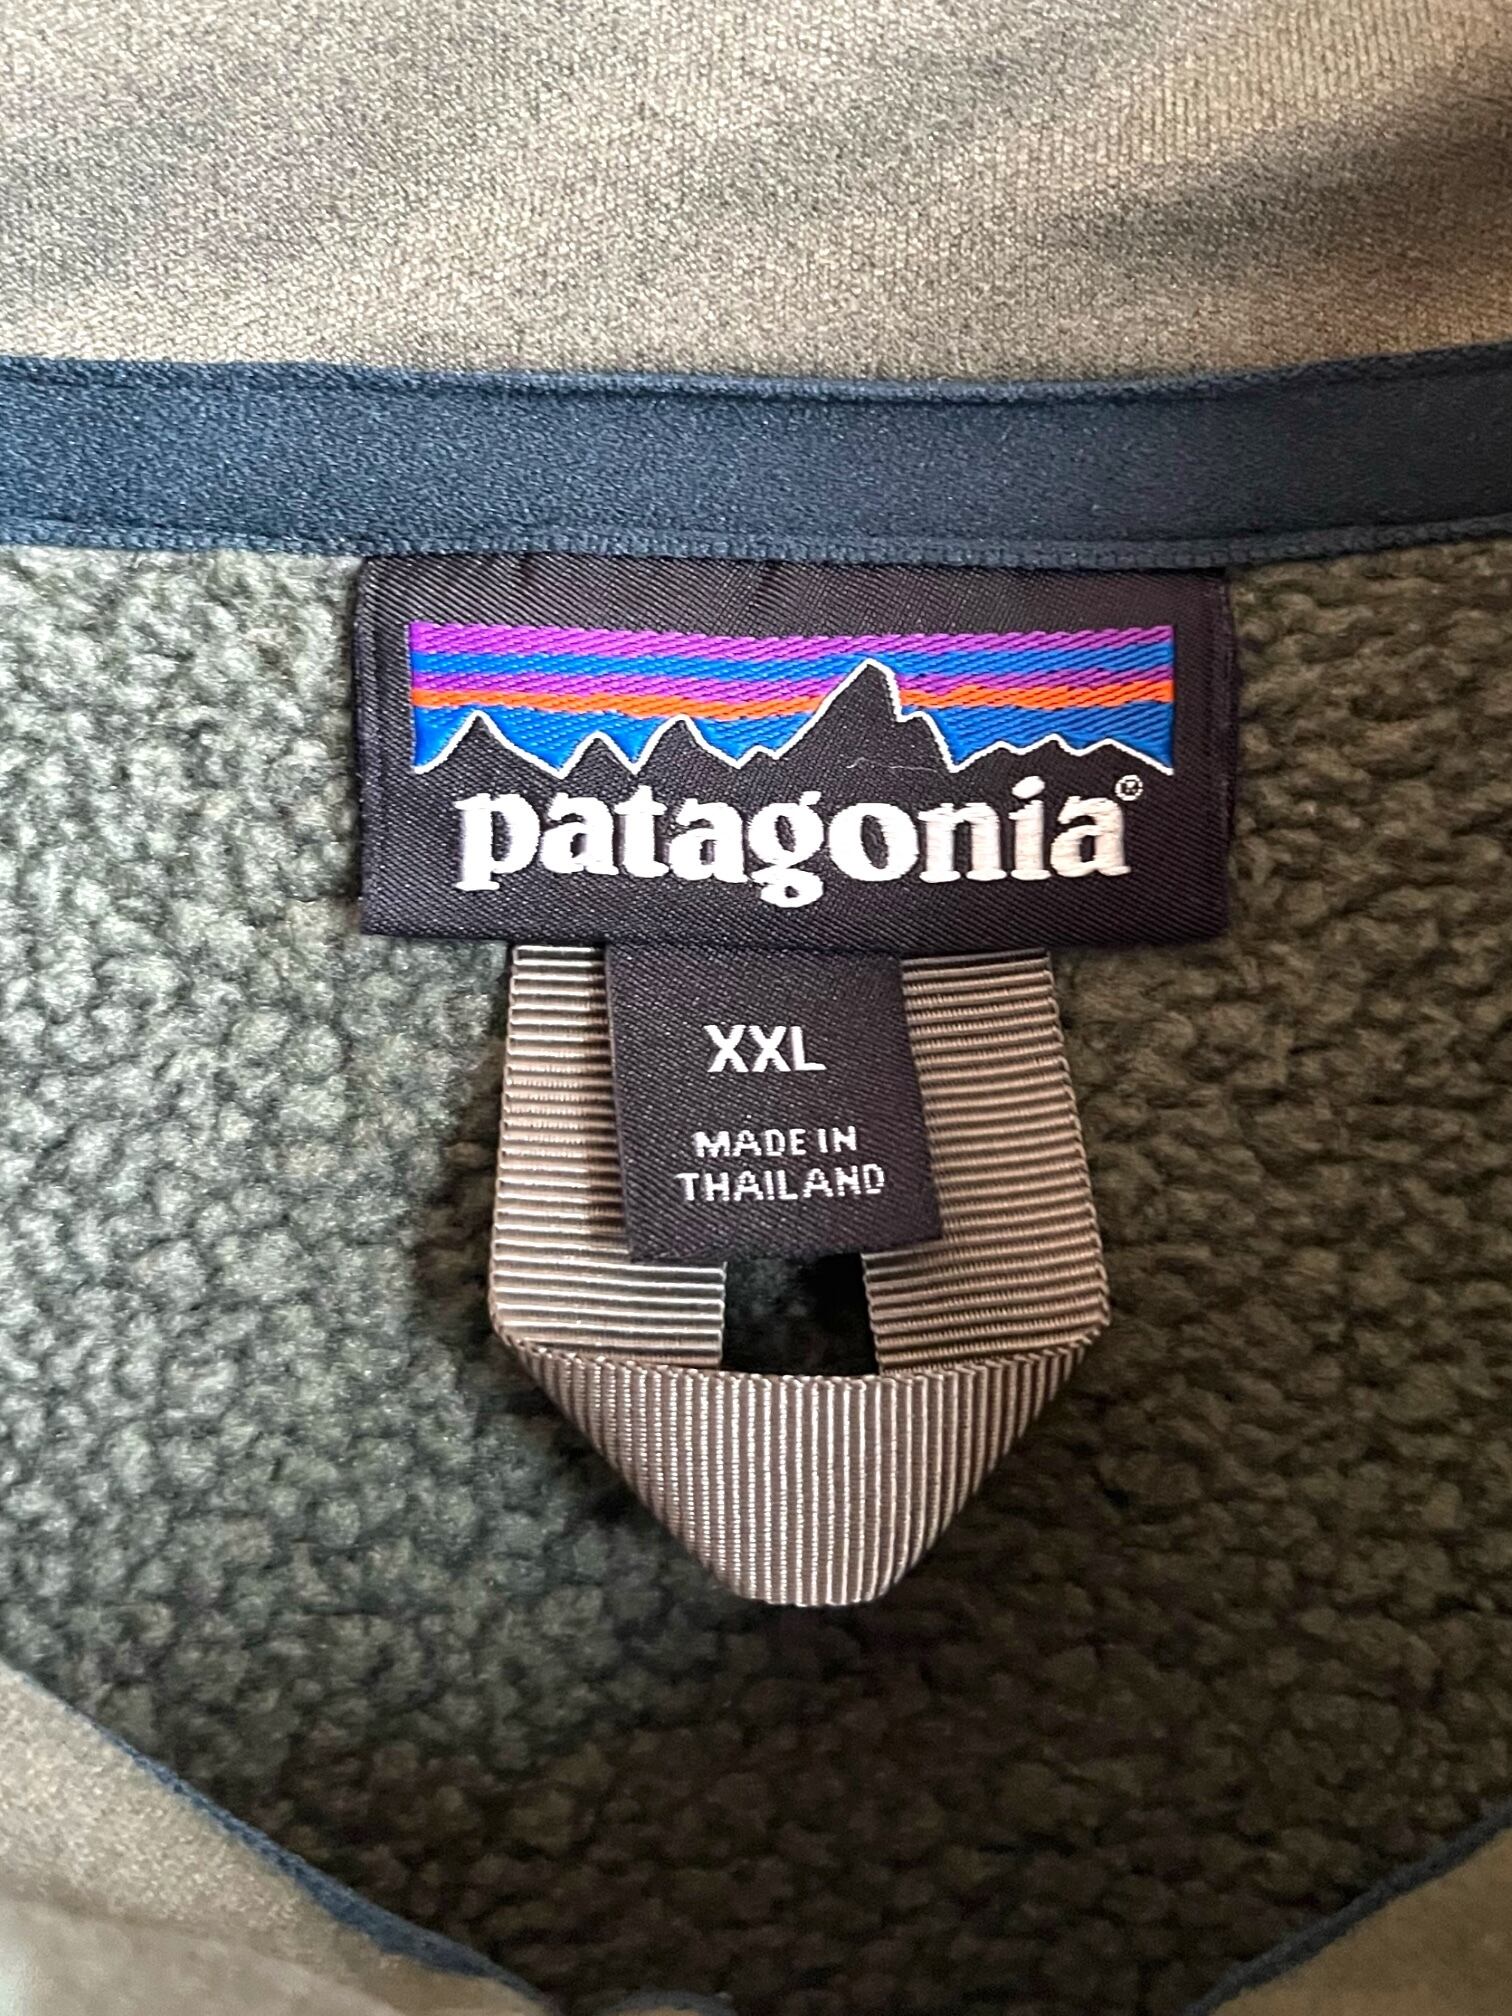 patagonia®
XXL
MADE IN
THAILAND